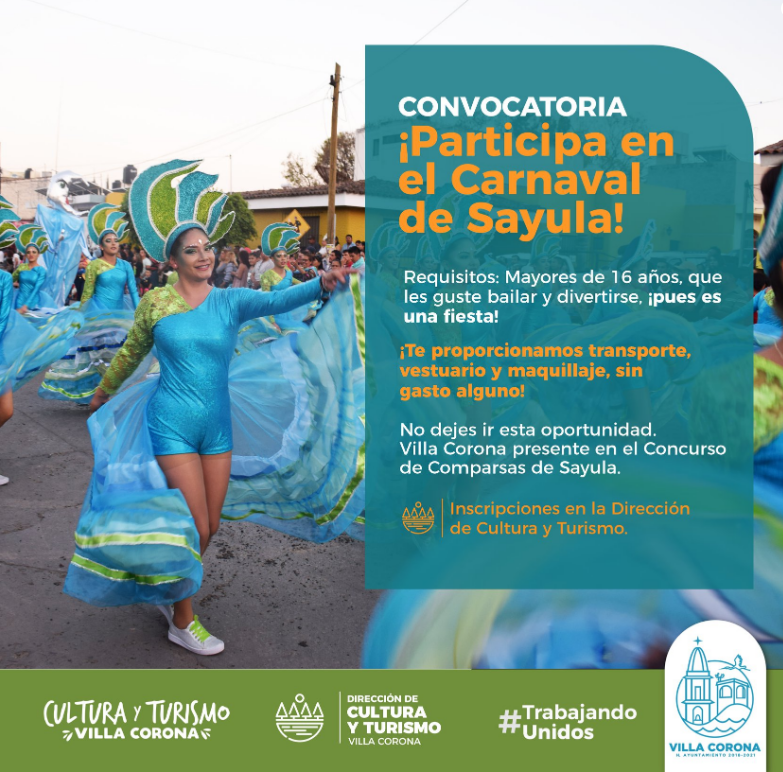 CONVOCATORIA
¡Participa en
el Carnaval
de Sayula!
Requisitos: Mayores de 16 años, que
les guste bailar y divertirse, ¡pues es
una fiesta!
¡Te proporcionamos transporte,
vestuario y maquillaje, sin
gasto alguno!
No dejes ir esta oportunidad.
Villa Corona presente en el Concurso
de Comparsas de Sayula.
Inscripciones en la Dirección
de Cultura y Turismo.
CULTURA Y TURISMO
VILLA CORONA
DIRECCIÓN DE
CULTURA
Y TURISMO
VILLA CORONA
#Trabajando
Unidos
VILLA CORONA
H. AYUNTAMIENTO 2018-2021